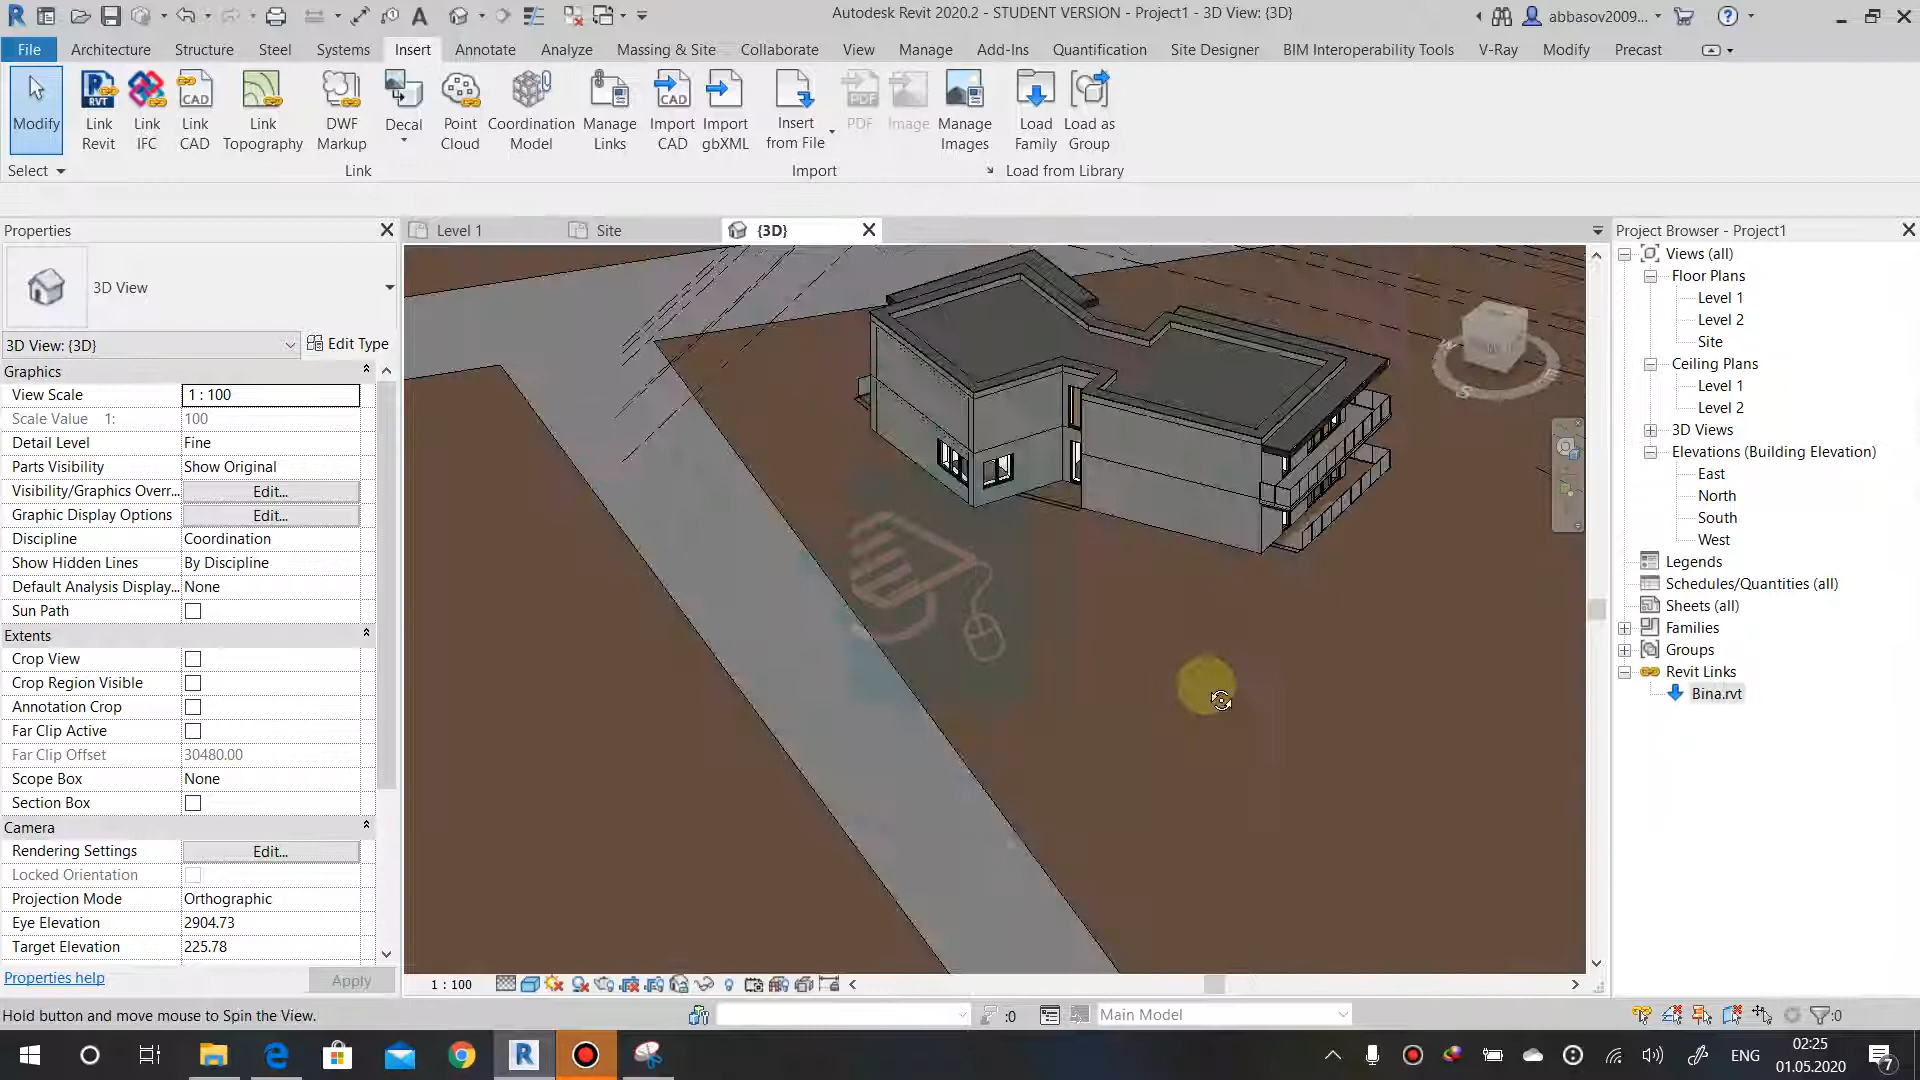 Autodesk Revit 2020.2 - STUDENT VERSION - Project1 - 3D View: {3D}
abbasov2009...
File Architecture Structure Steel Systems Insert Annotate Analyze Massing & Site Collaborate View Manage Add-Ins Quantification Site Designer BIM Interoperability Tools V-Ray Modify Precast
Modify
Link Revit
Link IFC
Link CAD
Link Topography
DWF Markup
Decal
Point Cloud
Coordination Model
Manage Links
Import CAD
Import gbXML
Insert from File
PDF
Image
Manage Images
Load Family
Load as Group
Select Link Import Load from Library
Properties
Level 1
Site
{3D}
Project Browser - Project1
3D View
3D View: {3D} Edit Type
Graphics
View Scale 1 : 100
Scale Value 1: 100
Detail Level Fine
Parts Visibility Show Original
Visibility/Graphics Overr... Edit...
Graphic Display Options Edit...
Discipline Coordination
Show Hidden Lines By Discipline
Default Analysis Display... None
Sun Path
Extents
Crop View
Crop Region Visible
Annotation Crop
Far Clip Active
Far Clip Offset 30480.00
Scope Box None
Section Box
Camera
Rendering Settings Edit...
Locked Orientation
Projection Mode Orthographic
Eye Elevation 2904.73
Target Elevation 225.78
Properties help Apply
Views (all)
Floor Plans
Level 1
Level 2
Site
Ceiling Plans
Level 1
Level 2
3D Views
Elevations (Building Elevation)
East
North
South
West
Legends
Schedules/Quantities (all)
Sheets (all)
Families
Groups
Revit Links
Bina.rvt
1 : 100
Hold button and move mouse to Spin the View.
:0
Main Model
:0
ENG
02:25
01.05.2020
7